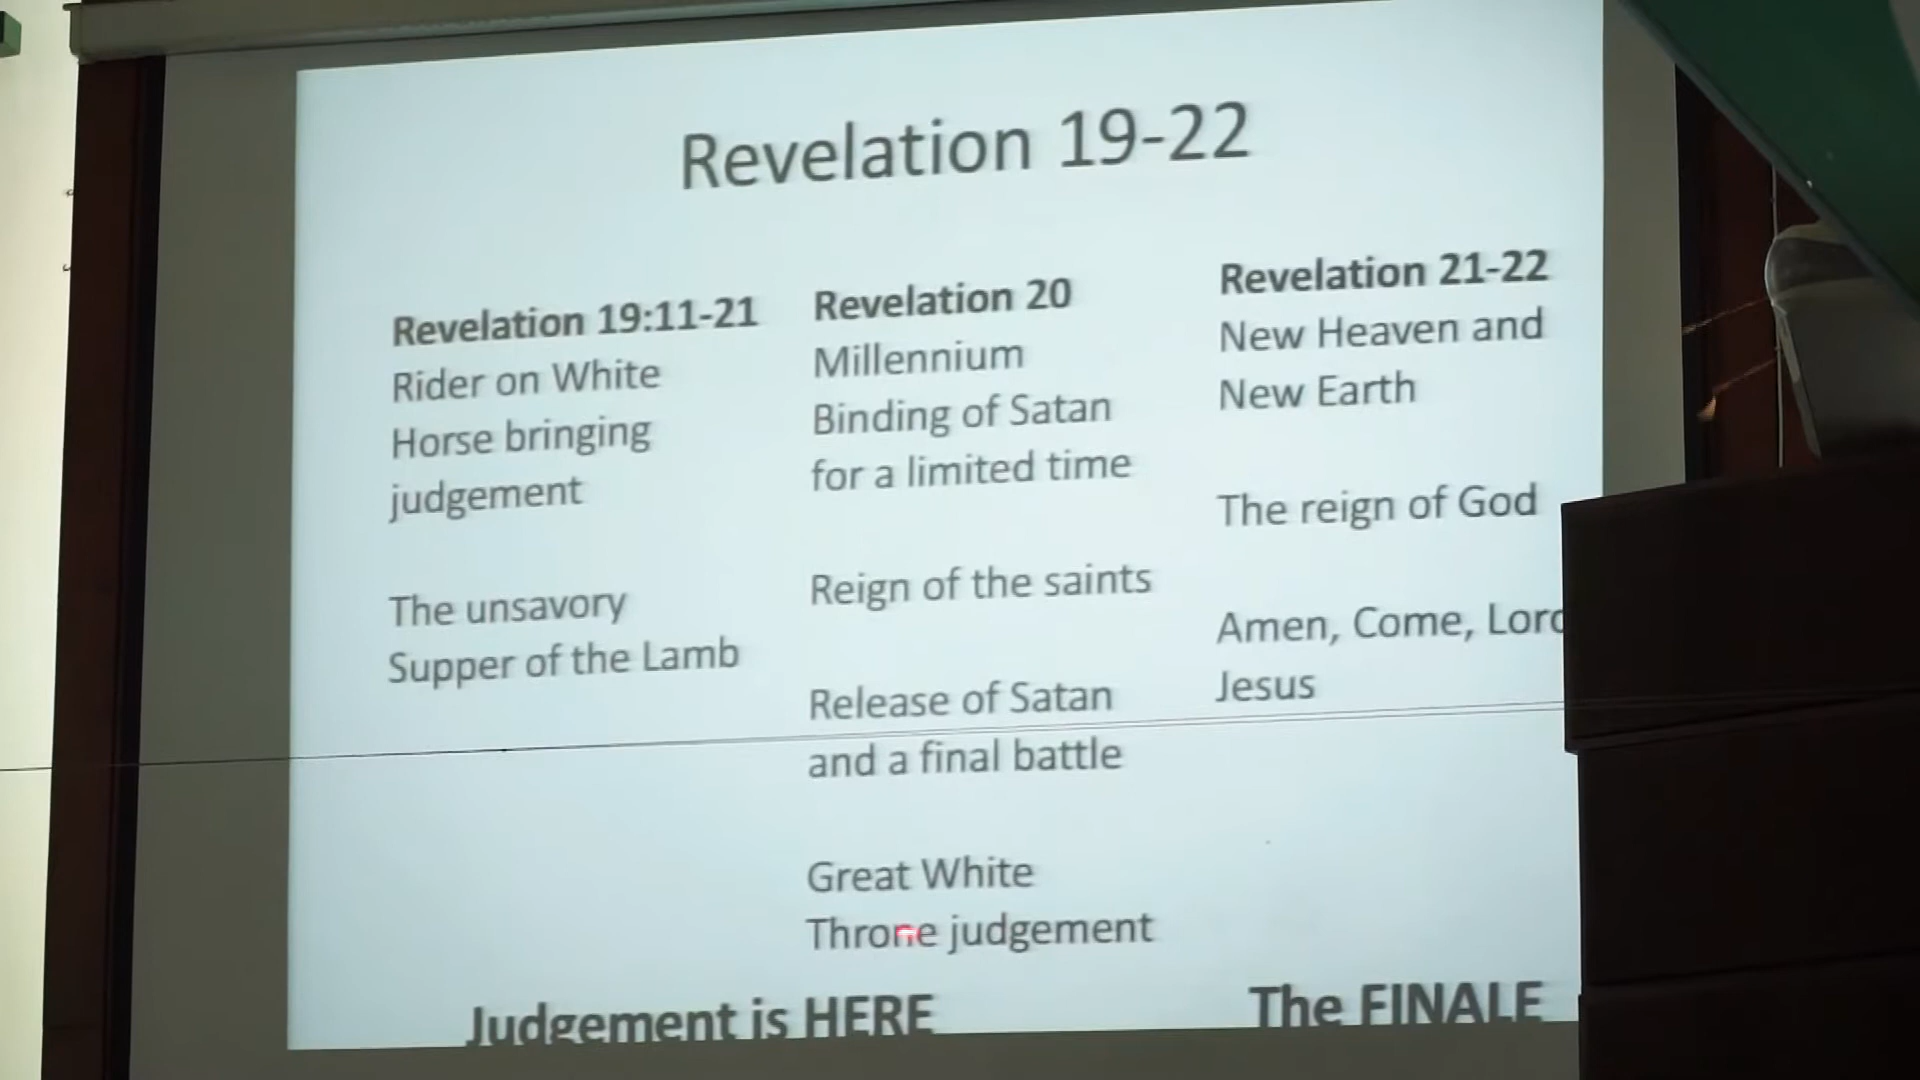 Revelation 19-22
Revelation 19:11-21
Rider on White
Horse bringing
judgement
The unsavory
Supper of the Lamb
Revelation 20
Millennium
Binding of Satan
for a limited time
Reign of the saints
Release of Satan
and a final battle
Great White
Throne judgement
Revelation 21-22
New Heaven and
New Earth
The reign of God
Amen, Come, Lord
Jesus
Judgement is HERE
The FINALE